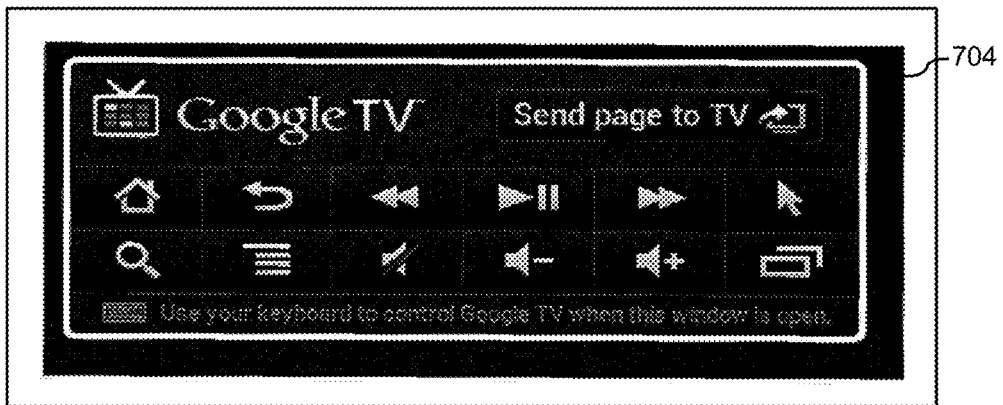 704
Google TV
Send page to TV
Use your keyboard to control Google TV when this window is open.